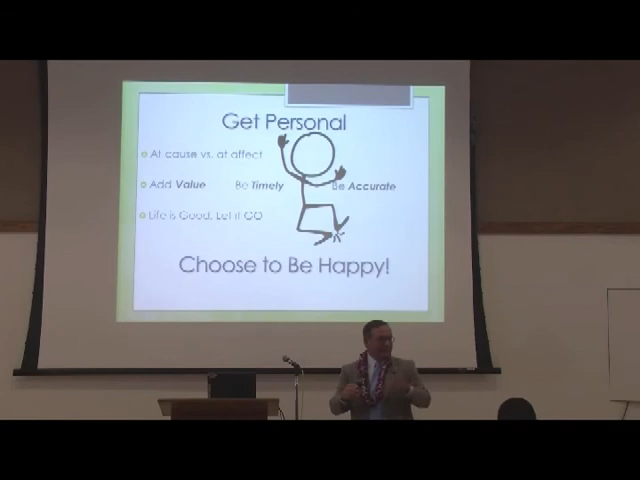 Get Personal
At cause vs. at affect
Add Value Be Timely Be Accurate
Life is Good, Let it GO
Choose to Be Happy!